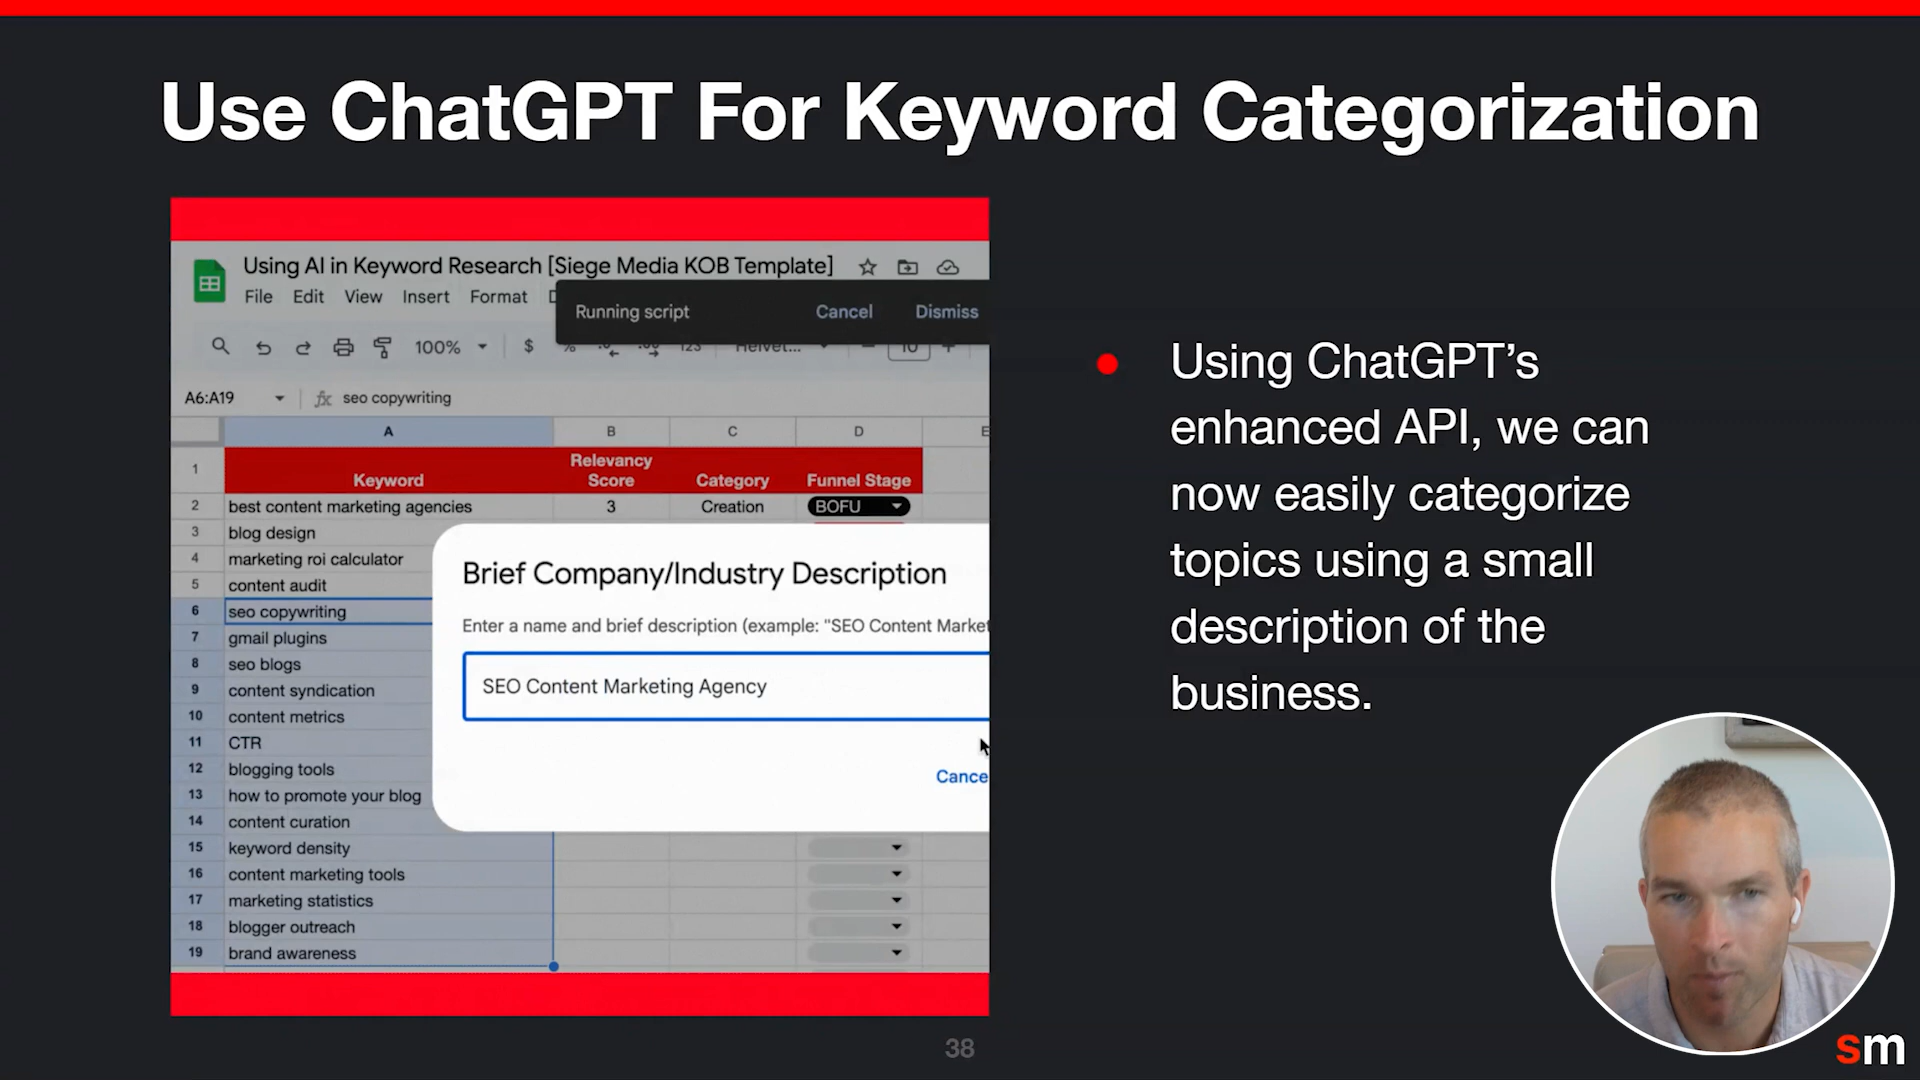 Use ChatGPT For Keyword Categorization
Using AI in Keyword Research [Siege Media KOB Template]
File Edit View Insert Format
Running script Cancel Dismiss
100% $ % 123 Helvet... 10
A6:A19 fx seo copywriting
A B C D E
1 Keyword Relevancy Score Category Funnel Stage
2 best content marketing agencies 3 Creation BOFU
3 blog design
4 marketing roi calculator
5 content audit
6 seo copywriting
7 gmail plugins
8 seo blogs
9 content syndication
10 content metrics
11 CTR
12 blogging tools
13 how to promote your blog
14 content curation
15 keyword density
16 content marketing tools
17 marketing statistics
18 blogger outreach
19 brand awareness
Brief Company/Industry Description
Enter a name and brief description (example: "SEO Content Market
SEO Content Marketing Agency
Cance
Using ChatGPT’s
enhanced API, we can
now easily categorize
topics using a small
description of the
business.
38
sm